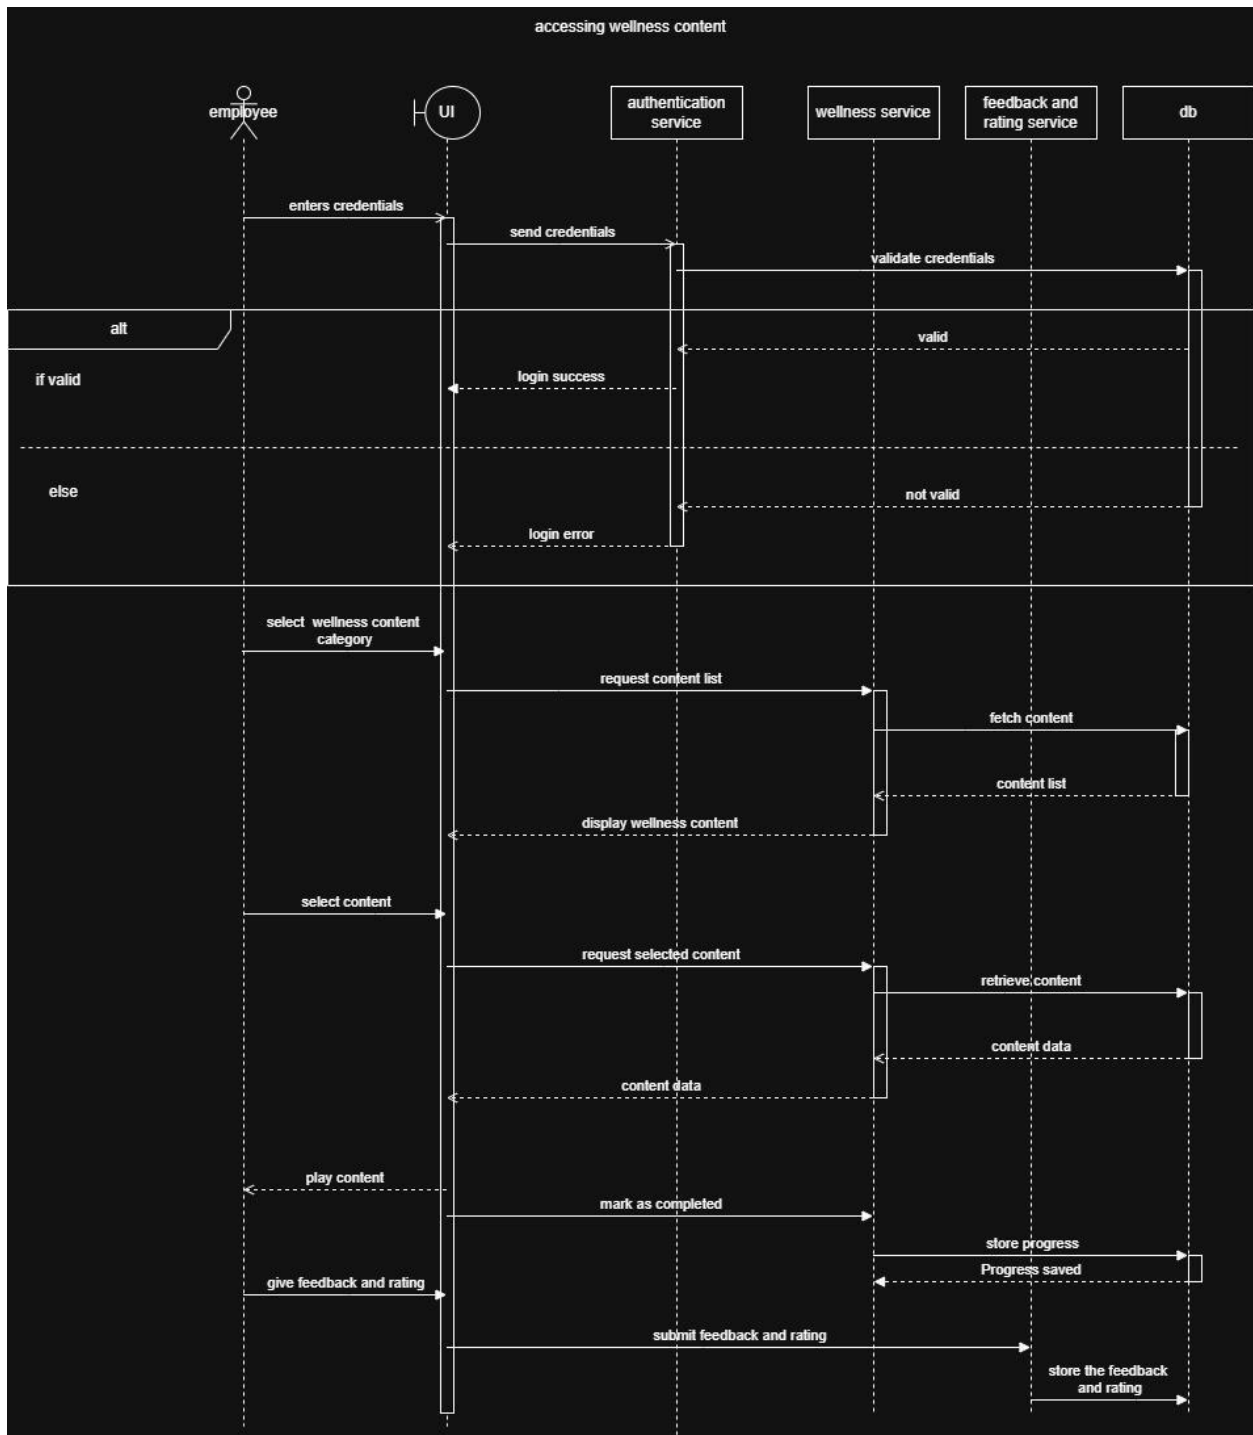 accessing wellness content
employee
UI
authentication
service
wellness service
feedback and
rating service
db
enters credentials
send credentials
validate credentials
alt
valid
if valid
login success
else
not valid
login error
select wellness content
category
request content list
fetch content
content list
display wellness content
select content
request selected content
retrieve content
content data
content data
play content
mark as completed
store progress
Progress saved
give feedback and rating
submit feedback and rating
store the feedback
and rating